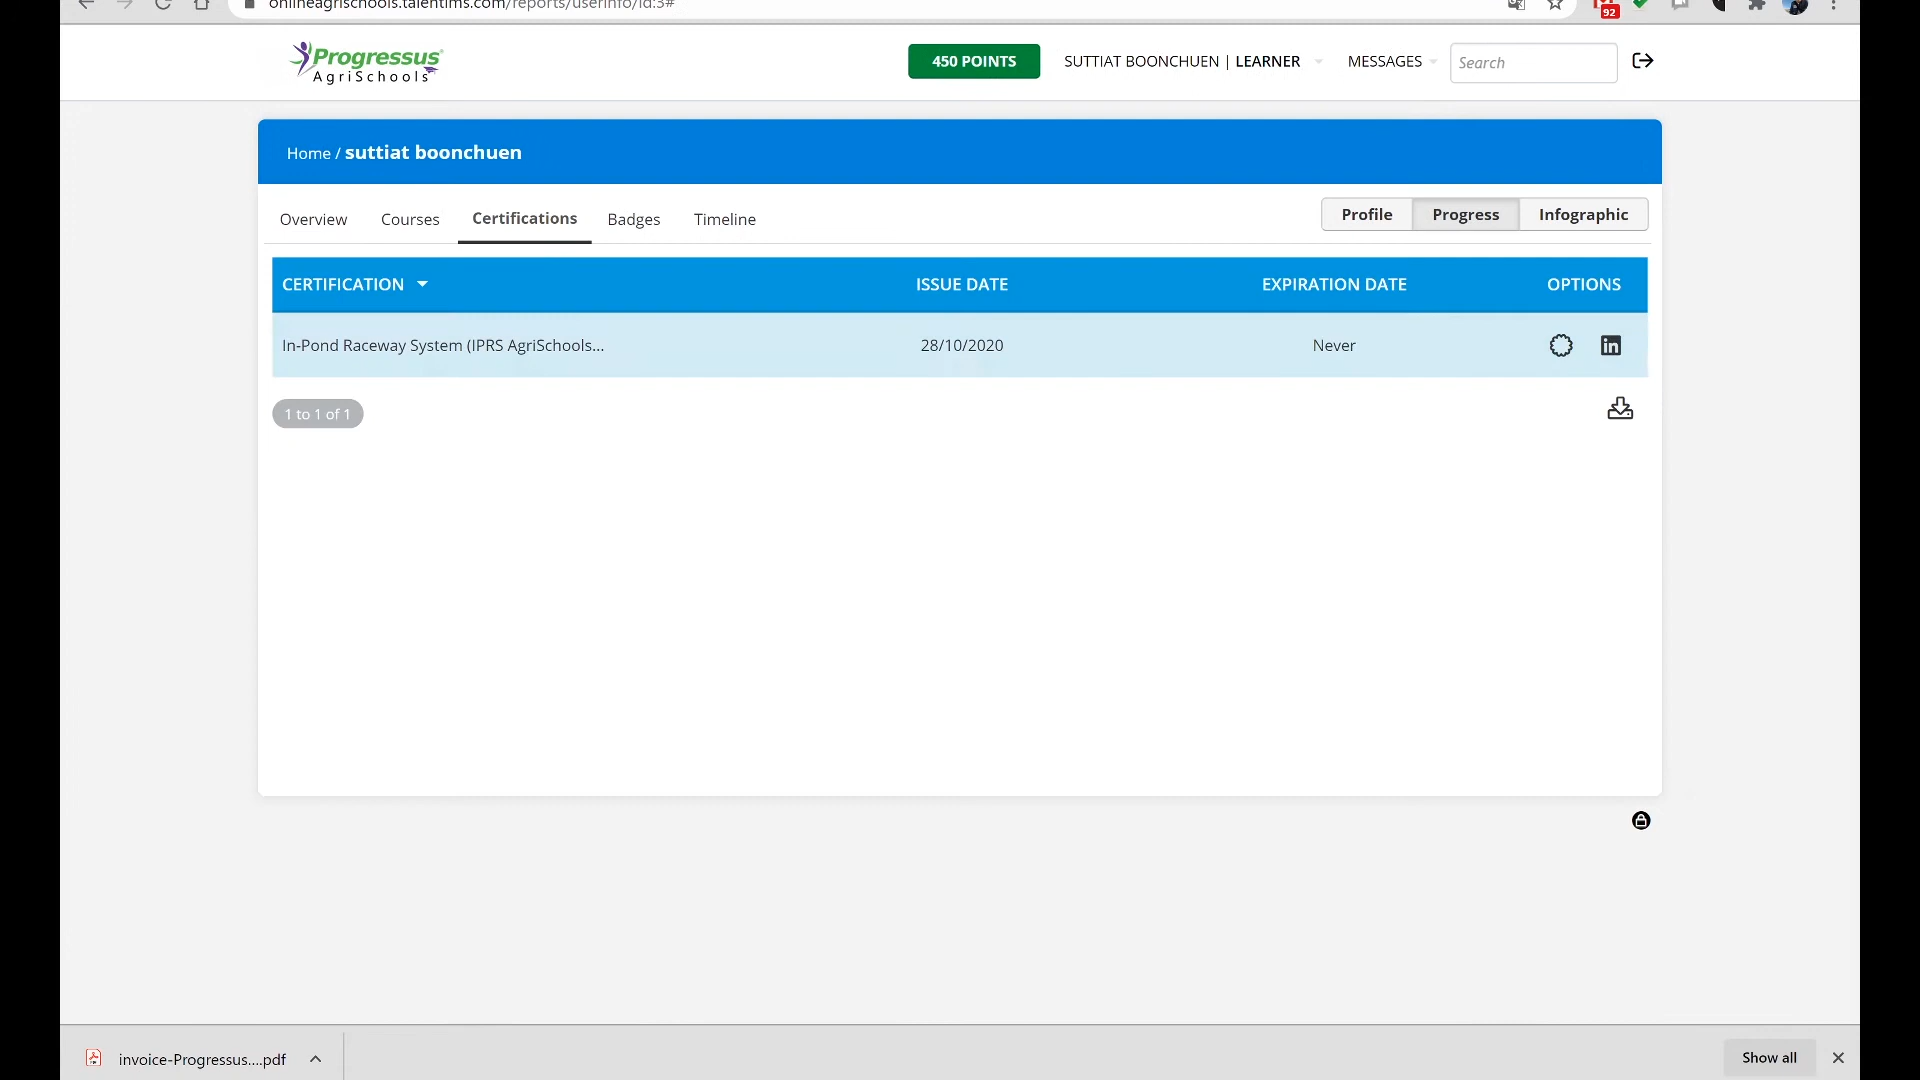 onlineagrischools.talentlms.com/reports/userinfo/id:3#
92
Progressus
AgriSchools
450 POINTS
SUTTIAT BOONCHUEN | LEARNER
MESSAGES
Search
Home / suttiat boonchuen
Overview
Courses
Certifications
Badges
Timeline
Profile
Progress
Infographic
CERTIFICATION
ISSUE DATE
EXPIRATION DATE
OPTIONS
In-Pond Raceway System (IPRS AgriSchools...
28/10/2020
Never
in
1 to 1 of 1
invoice-Progressus....pdf
Show all